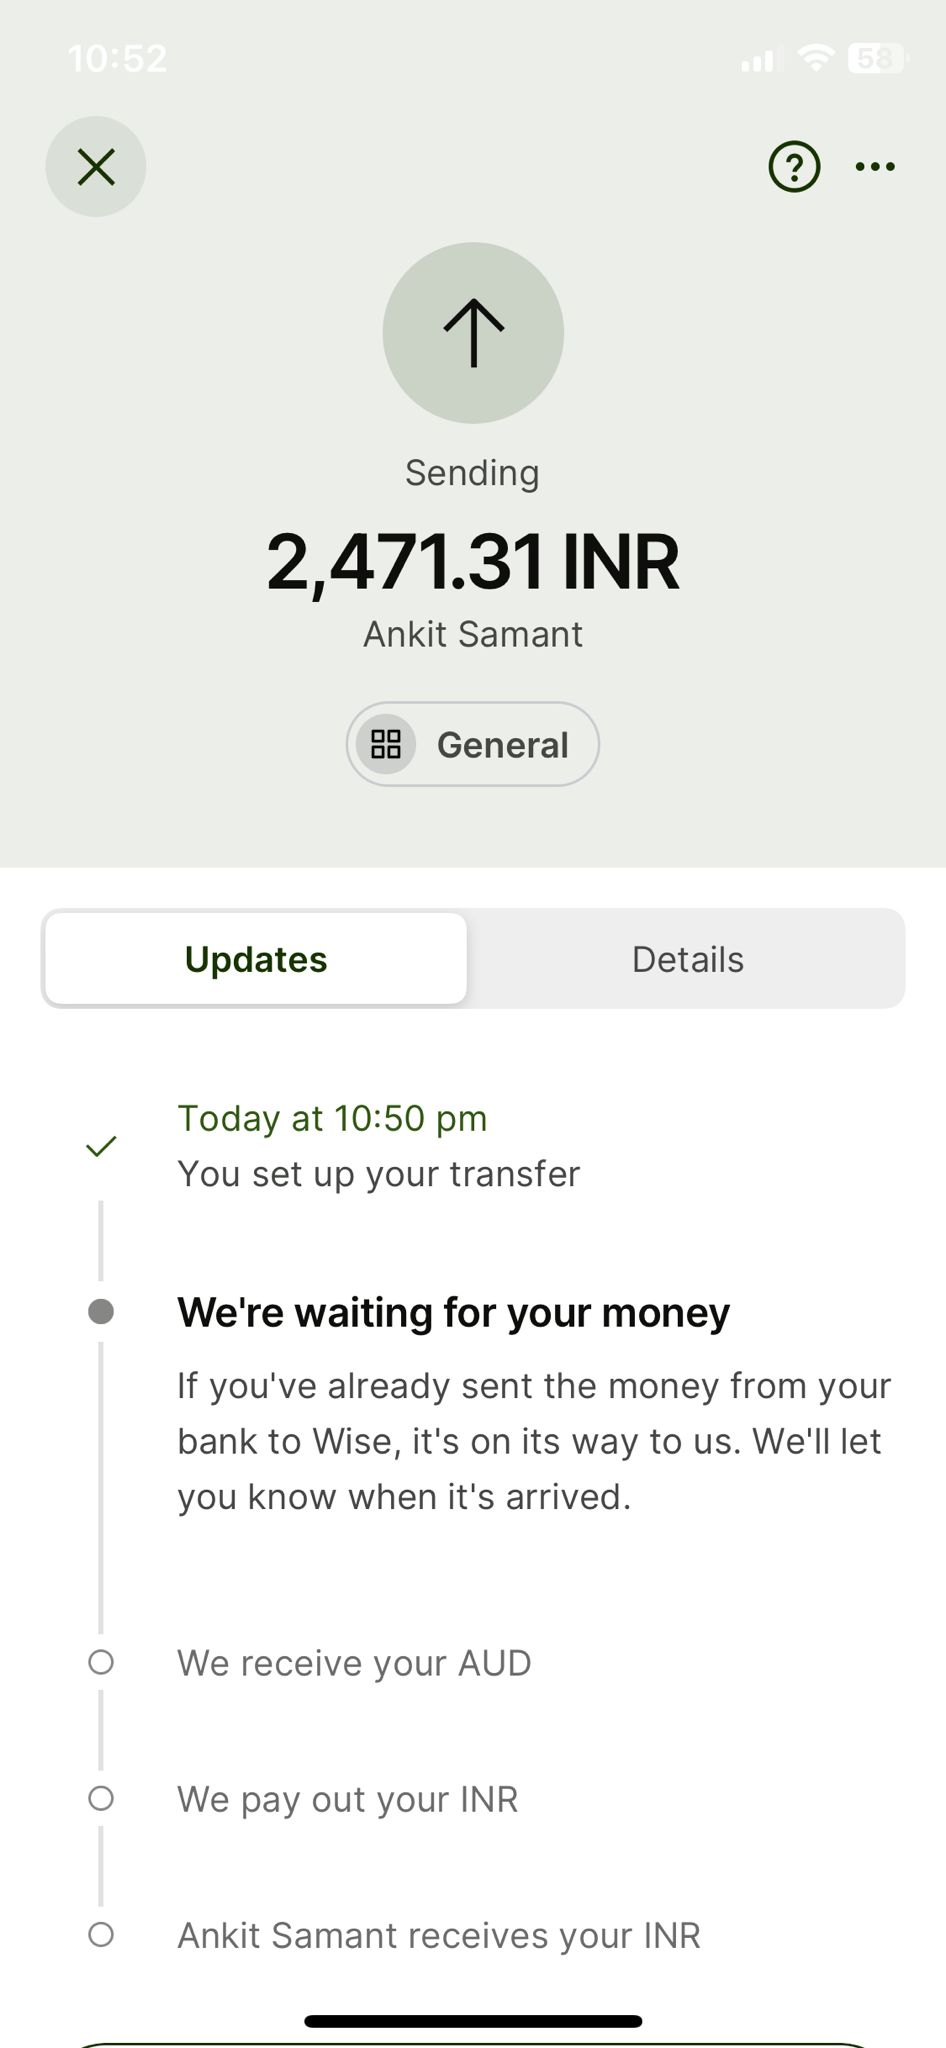 10:52
58
?
Sending
2,471.31 INR
Ankit Samant
General
Updates
Details
Today at 10:50 pm
You set up your transfer
We're waiting for your money
If you've already sent the money from your
bank to Wise, it's on its way to us. We'll let
you know when it's arrived.
We receive your AUD
We pay out your INR
Ankit Samant receives your INR